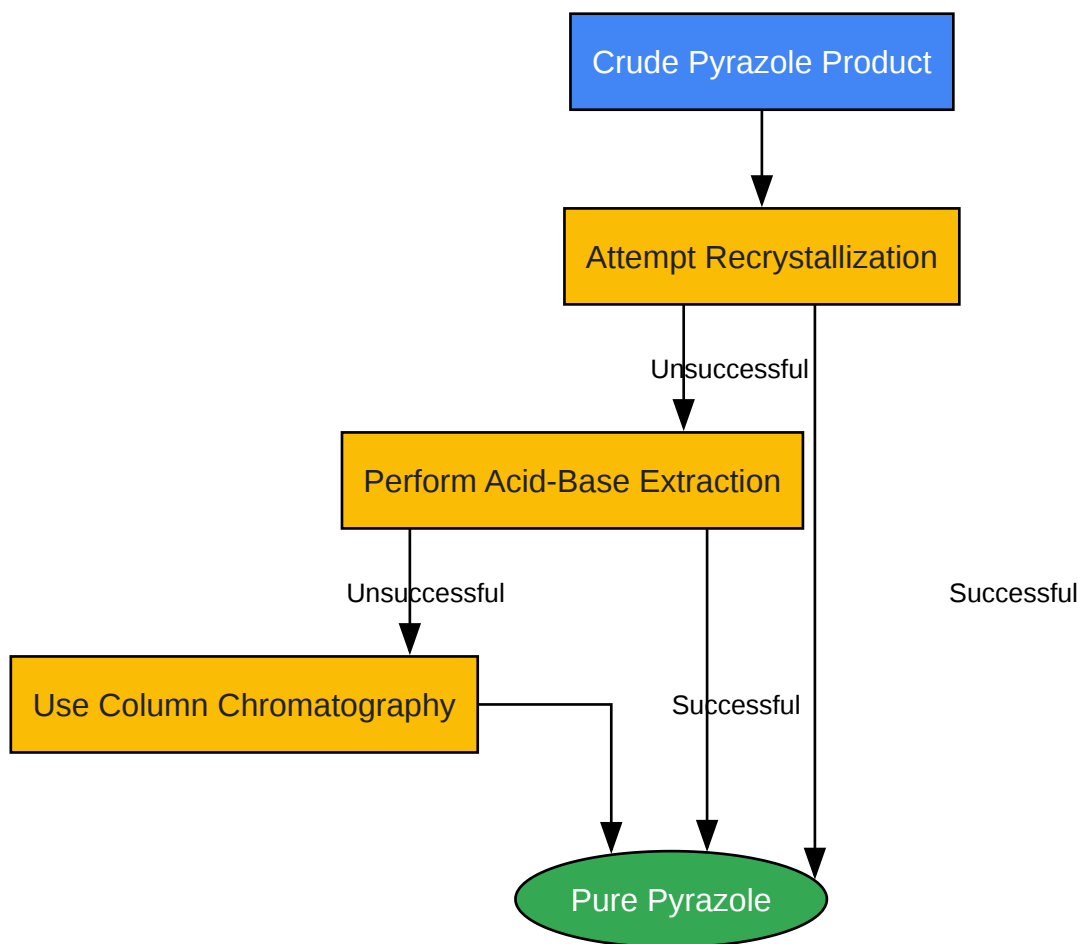 Crude Pyrazole Product
Attempt Recrystallization
Unsuccessful
Perform Acid-Base Extraction
Unsuccessful
Successful
Use Column Chromatography
Successful
Pure Pyrazole